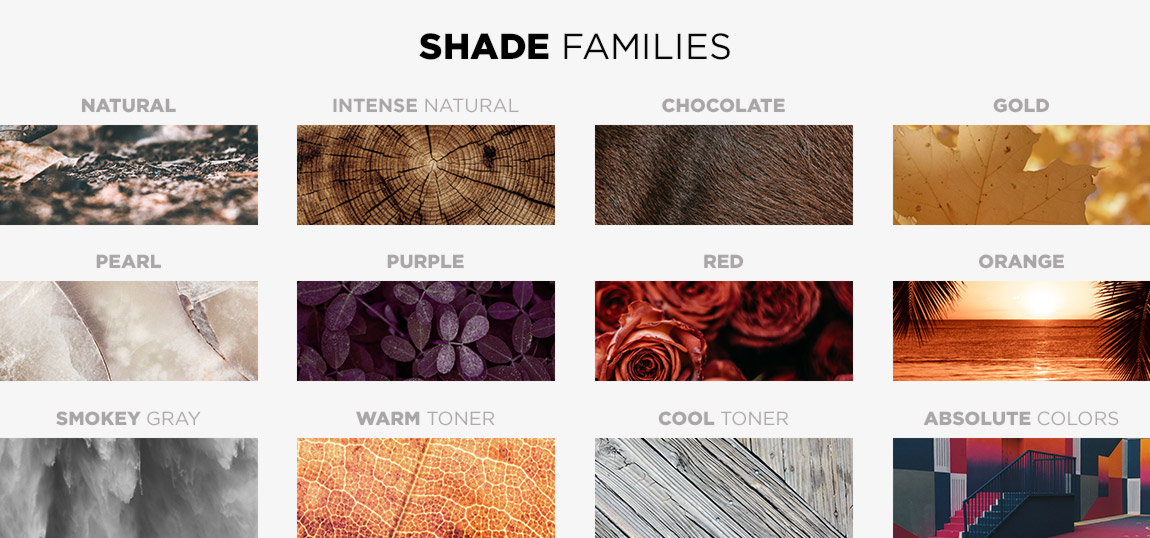 SHADE FAMILIES
NATURAL
INTENSE NATURAL
CHOCOLATE
GOLD
PEARL
PURPLE
RED
ORANGE
SMOKEY GRAY
WARM TONER
COOL TONER
ABSOLUTE COLORS